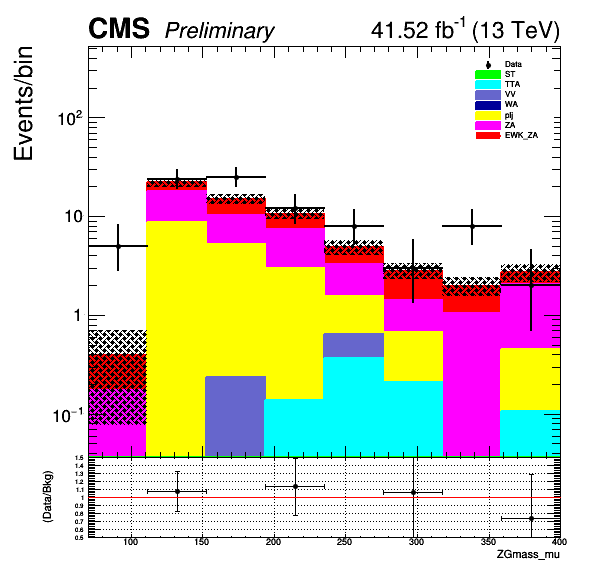 CMS Preliminary 41.52 fb-1 (13 TeV)
Events/bin
Data
ST
TTA
VV
WA
plj
ZA
EWK_ZA
10²
10
1
10⁻¹
(Data/Bkg)
1.5
1.4
1.3
1.2
1.1
1
0.9
0.8
0.7
0.6
0.5
100 150 200 250 300 350 400
ZGmass_mu